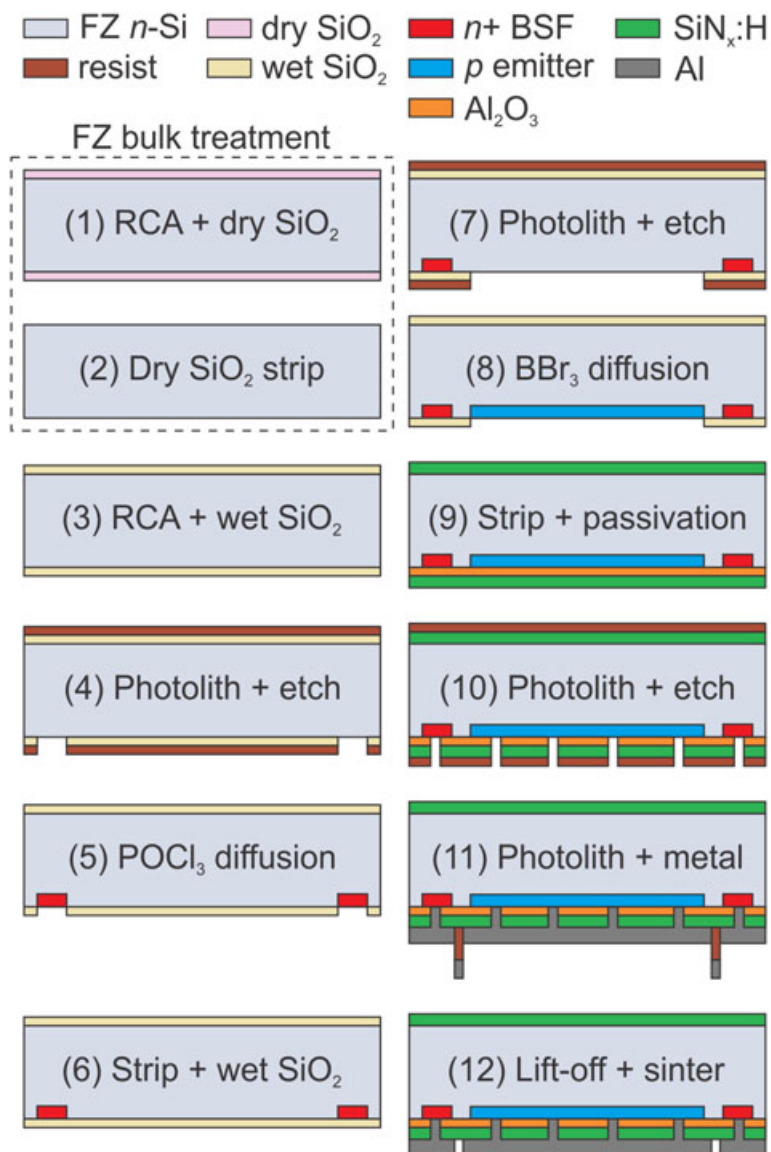 FZ n-Si
dry SiO₂
n+ BSF
SiNₓ:H
resist
wet SiO₂
p emitter
Al
Al₂O₃
FZ bulk treatment
(1) RCA + dry SiO₂
(2) Dry SiO₂ strip
(3) RCA + wet SiO₂
(4) Photolith + etch
(5) POCl₃ diffusion
(6) Strip + wet SiO₂
(7) Photolith + etch
(8) BBr₃ diffusion
(9) Strip + passivation
(10) Photolith + etch
(11) Photolith + metal
(12) Lift-off + sinter